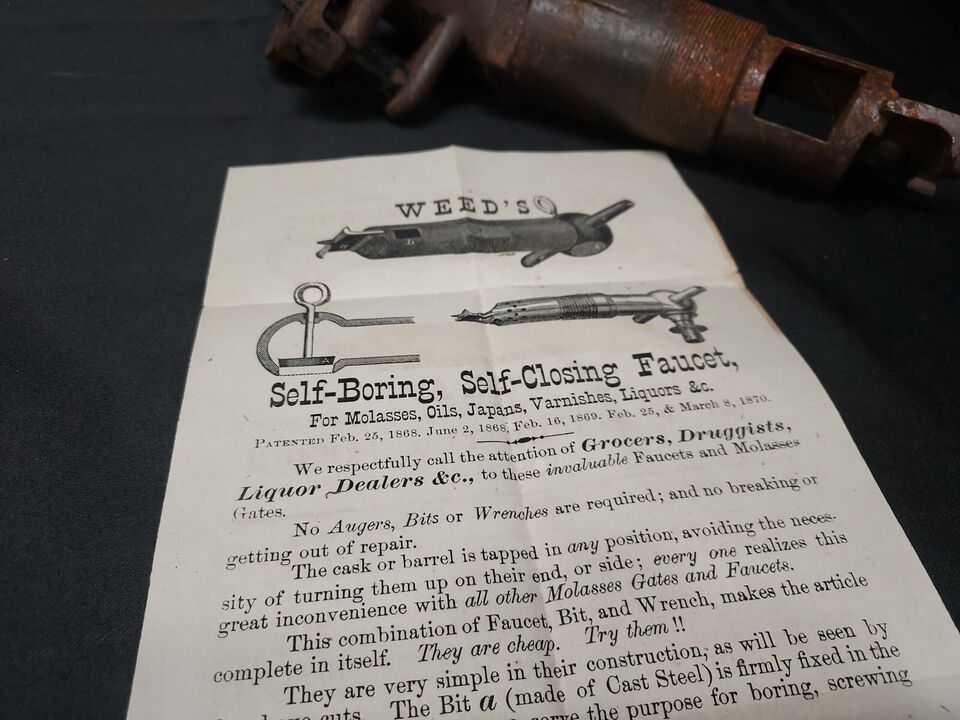 WEED'S
Self-Boring, Self-Closing Faucet,
For Molasses, Oils, Japans, Varnishes, Liquors &c.
PATENTED Feb. 25, 1868. June 2, 1868, Feb. 16, 1869. Feb. 25, & March 8, 1870.
We respectfully call the attention of Grocers, Druggists,
Liquor Dealers &c., to these invaluable Faucets and Molasses
Gates.
No Augers, Bits or Wrenches are required; and no breaking or
getting out of repair.
The cask or barrel is tapped in any position, avoiding the neces-
sity of turning them up on their end, or side; every one realizes this
great inconvenience with all other Molasses Gates and Faucets.
This combination of Faucet, Bit, and Wrench, makes the article
complete in itself. They are cheap. Try them!!
They are very simple in their construction, as will be seen by
cuts. The Bit a (made of Cast Steel) is firmly fixed in the
serve the purpose for boring, screwing